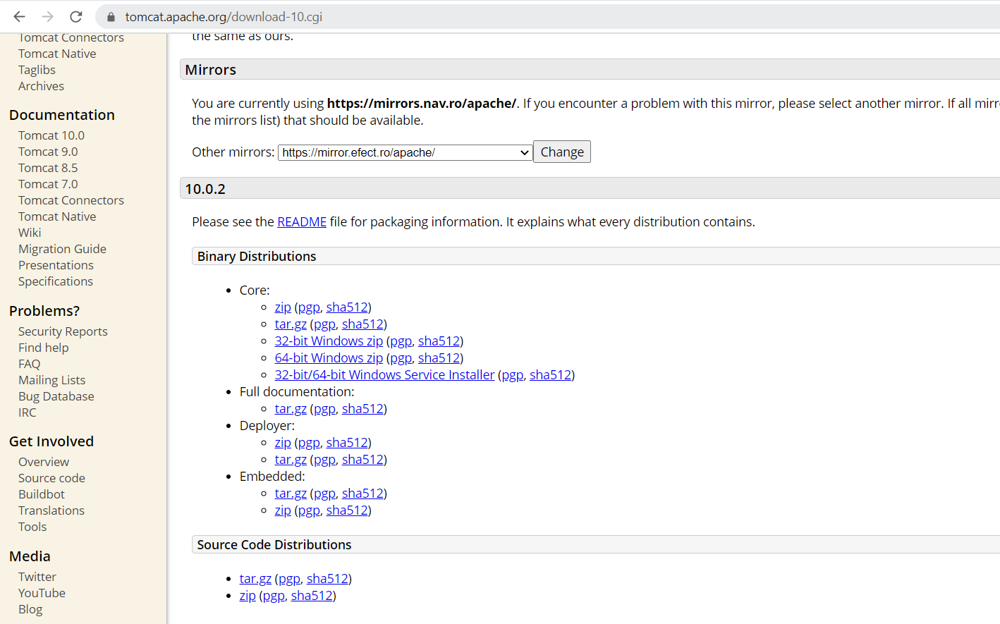 tomcat.apache.org/download-10.cgi
Tomcat Connectors
Tomcat Native
Taglibs
Archives
Documentation
Tomcat 10.0
Tomcat 9.0
Tomcat 8.5
Tomcat 7.0
Tomcat Connectors
Tomcat Native
Wiki
Migration Guide
Presentations
Specifications
Problems?
Security Reports
Find help
FAQ
Mailing Lists
Bug Database
IRC
Get Involved
Overview
Source code
Buildbot
Translations
Tools
Media
Twitter
YouTube
Blog
the same as ours.
Mirrors
You are currently using https://mirrors.nav.ro/apache/. If you encounter a problem with this mirror, please select another mirror. If all mirr
the mirrors list) that should be available.
Other mirrors: https://mirror.efect.ro/apache/ Change
10.0.2
Please see the README file for packaging information. It explains what every distribution contains.
Binary Distributions
• Core:
◦ zip (pgp, sha512)
◦ tar.gz (pgp, sha512)
◦ 32-bit Windows zip (pgp, sha512)
◦ 64-bit Windows zip (pgp, sha512)
◦ 32-bit/64-bit Windows Service Installer (pgp, sha512)
• Full documentation:
◦ tar.gz (pgp, sha512)
• Deployer:
◦ zip (pgp, sha512)
◦ tar.gz (pgp, sha512)
• Embedded:
◦ tar.gz (pgp, sha512)
◦ zip (pgp, sha512)
Source Code Distributions
• tar.gz (pgp, sha512)
• zip (pgp, sha512)